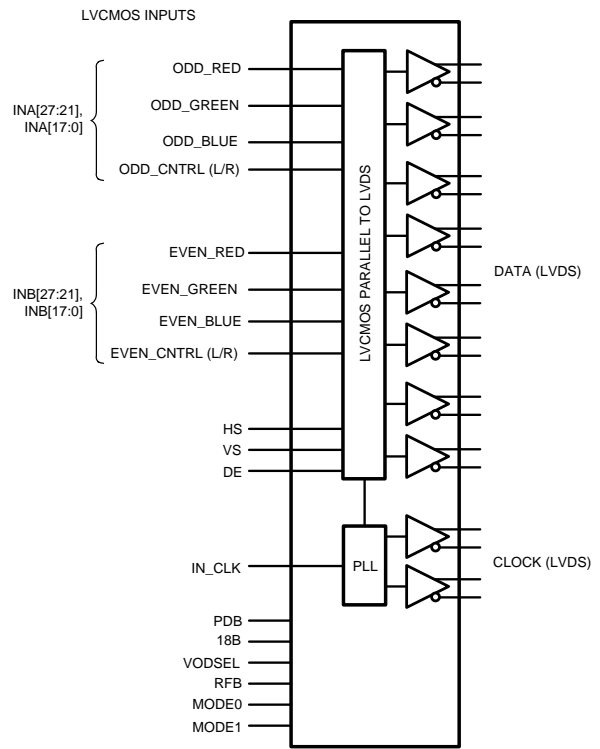 LVCMOS INPUTS
INA[27:21],
INA[17:0]
ODD_RED
ODD_GREEN
ODD_BLUE
ODD_CNTRL (L/R)
INB[27:21],
INB[17:0]
EVEN_RED
EVEN_GREEN
EVEN_BLUE
EVEN_CNTRL (L/R)
HS
VS
DE
IN_CLK
PDB
18B
VODSEL
RFB
MODE0
MODE1
LVCMOS PARALLEL TO LVDS
PLL
DATA (LVDS)
CLOCK (LVDS)